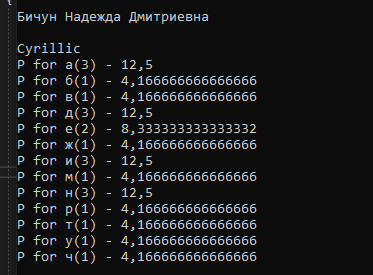 Бичун Надежда Дмитриевна
Cyrillic
P for а(3) - 12,5
P for б(1) - 4,166666666666666
P for в(1) - 4,166666666666666
P for д(3) - 12,5
P for е(2) - 8,333333333333332
P for ж(1) - 4,166666666666666
P for и(3) - 12,5
P for м(1) - 4,166666666666666
P for н(3) - 12,5
P for р(1) - 4,166666666666666
P for т(1) - 4,166666666666666
P for у(1) - 4,166666666666666
P for ч(1) - 4,166666666666666